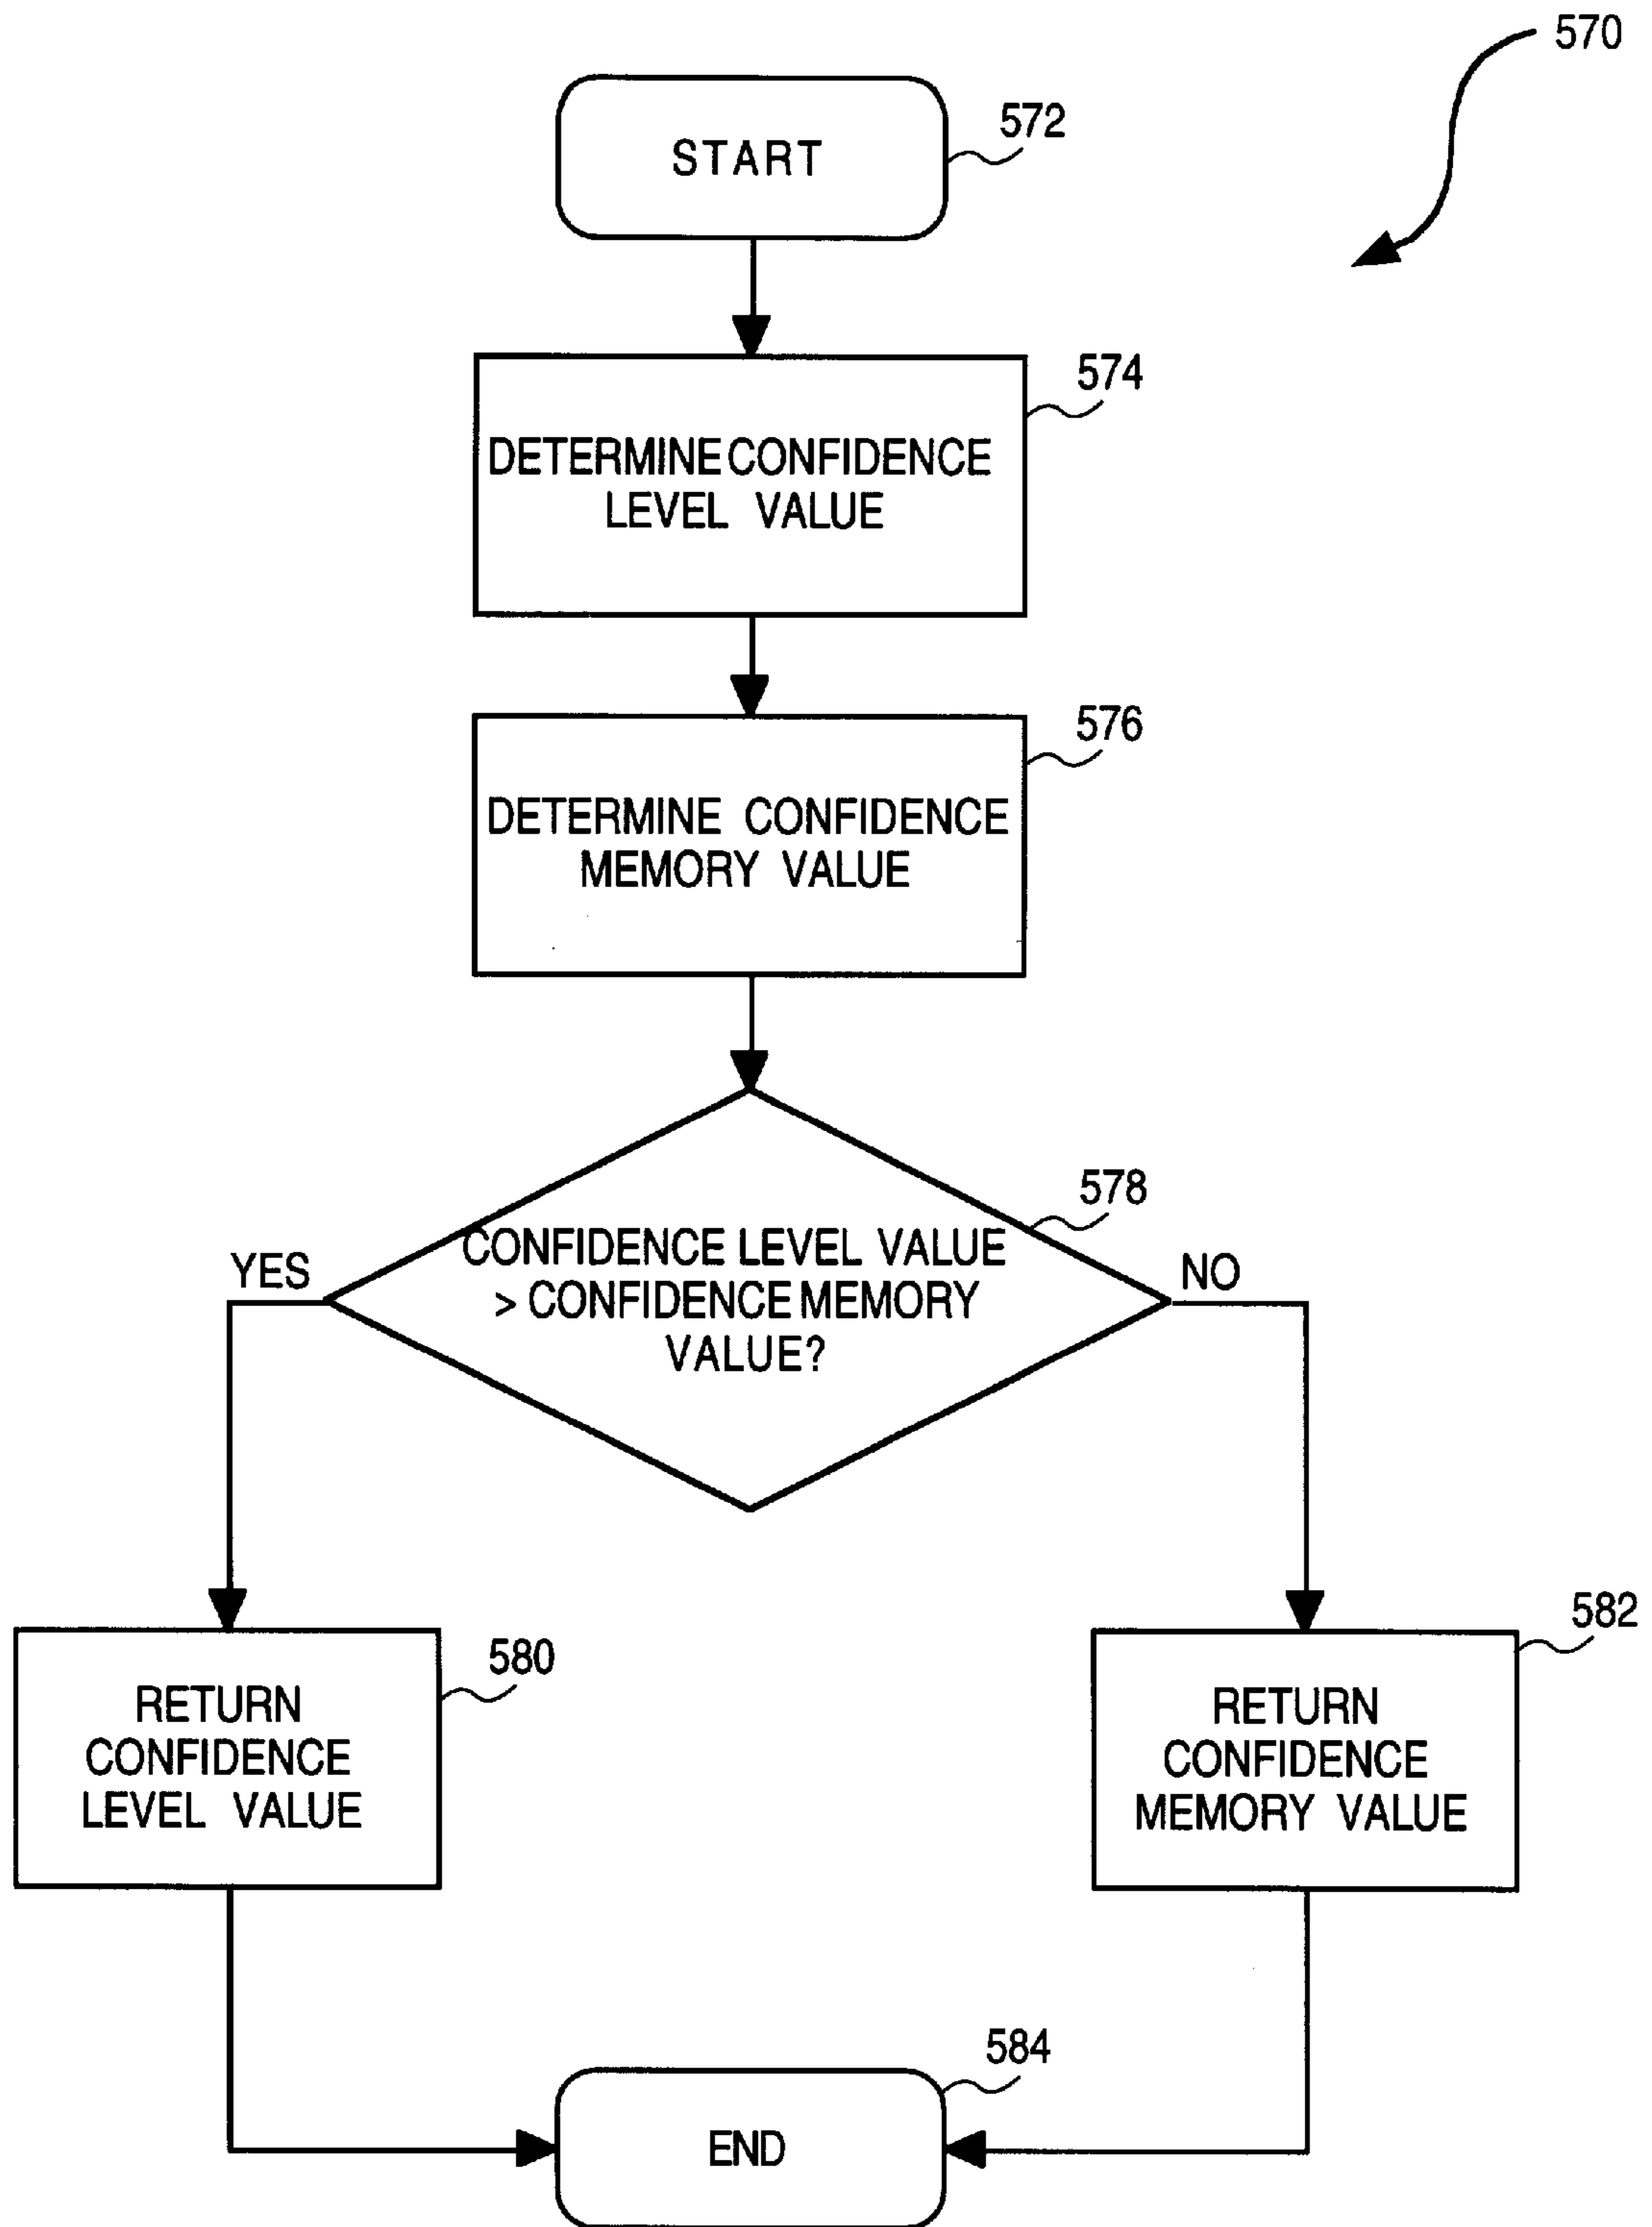 570
START
572
574
DETERMINE CONFIDENCE
LEVEL VALUE
576
DETERMINE CONFIDENCE
MEMORY VALUE
578
CONFIDENCE LEVEL VALUE
> CONFIDENCE MEMORY
VALUE?
YES
NO
580
RETURN
CONFIDENCE
LEVEL VALUE
582
RETURN
CONFIDENCE
MEMORY VALUE
584
END